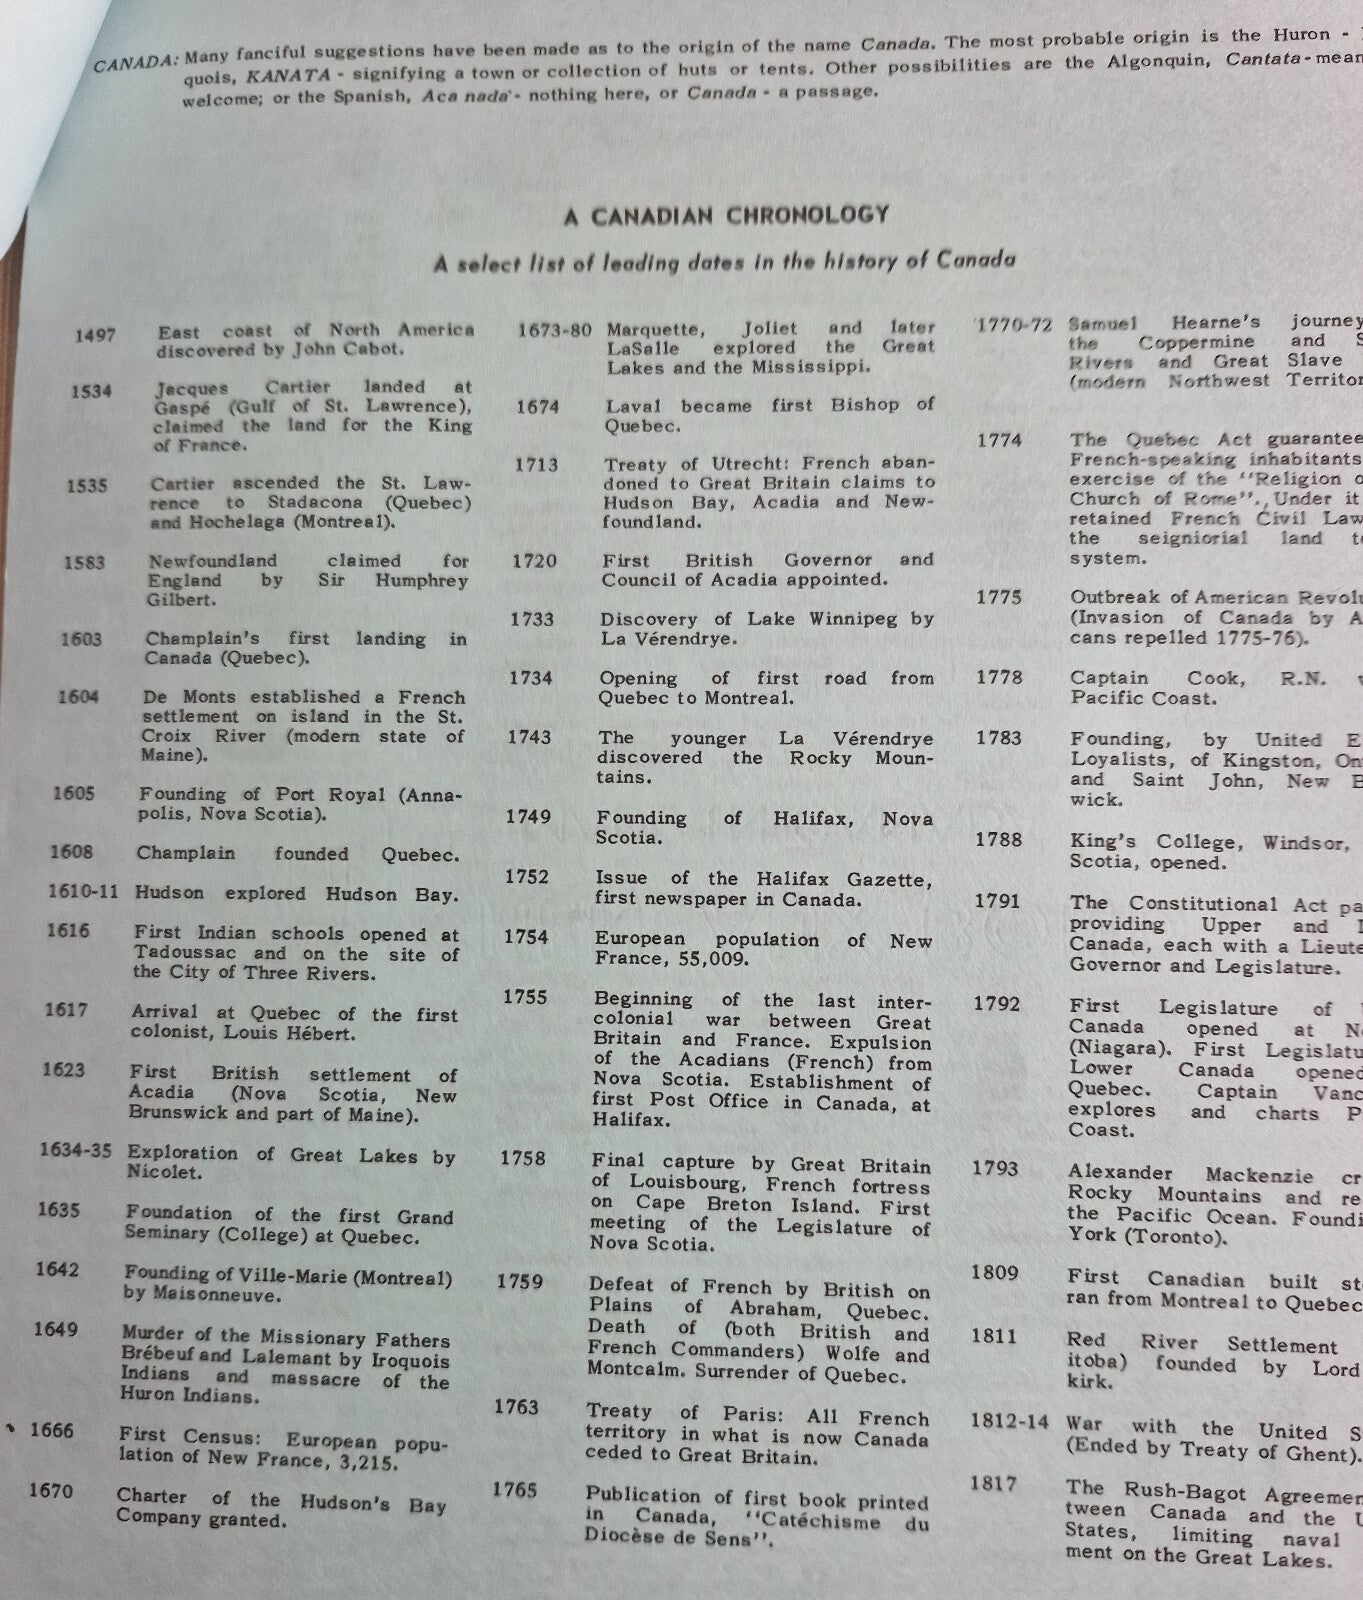 CANADA: Many fanciful suggestions have been made as to the origin of the name Canada. The most probable origin is the Huron -
quois, KANATA - signifying a town or collection of huts or tents. Other possibilities are the Algonquin, Cantata - mean
welcome; or the Spanish, Aca nada - nothing here, or Canada - a passage.
A CANADIAN CHRONOLOGY
A select list of leading dates in the history of Canada
1497 East coast of North America
discovered by John Cabot.
1534 Jacques Cartier landed at
Gaspé (Gulf of St. Lawrence),
claimed the land for the King
of France.
1535 Cartier ascended the St. Law-
rence to Stadacona (Quebec)
and Hochelaga (Montreal).
1583 Newfoundland claimed for
England by Sir Humphrey
Gilbert.
1603 Champlain's first landing in
Canada (Quebec).
1604 De Monts established a French
settlement on island in the St.
Croix River (modern state of
Maine).
1605 Founding of Port Royal (Anna-
polis, Nova Scotia).
1608 Champlain founded Quebec.
1610-11 Hudson explored Hudson Bay.
1616 First Indian schools opened at
Tadoussac and on the site of
the City of Three Rivers.
1617 Arrival at Quebec of the first
colonist, Louis Hébert.
1623 First British settlement of
Acadia (Nova Scotia, New
Brunswick and part of Maine).
1634-35 Exploration of Great Lakes by
Nicolet.
1635 Foundation of the first Grand
Seminary (College) at Quebec.
1642 Founding of Ville-Marie (Montreal)
by Maisonneuve.
1649 Murder of the Missionary Fathers
Brébeuf and Lalemant by Iroquois
Indians and massacre of the
Huron Indians.
1666 First Census: European popu-
lation of New France, 3,215.
1670 Charter of the Hudson's Bay
Company granted.
1673-80 Marquette, Joliet and later
LaSalle explored the Great
Lakes and the Mississippi.
1674 Laval became first Bishop of
Quebec.
1713 Treaty of Utrecht: French aban-
doned to Great Britain claims to
Hudson Bay, Acadia and New-
foundland.
1720 First British Governor and
Council of Acadia appointed.
1733 Discovery of Lake Winnipeg by
La Vérendrye.
1734 Opening of first road from
Quebec to Montreal.
1743 The younger La Vérendrye
discovered the Rocky Moun-
tains.
1749 Founding of Halifax, Nova
Scotia.
1752 Issue of the Halifax Gazette,
first newspaper in Canada.
1754 European population of New
France, 55,009.
1755 Beginning of the last inter-
colonial war between Great
Britain and France. Expulsion
of the Acadians (French) from
Nova Scotia. Establishment of
first Post Office in Canada, at
Halifax.
1758 Final capture by Great Britain
of Louisbourg, French fortress
on Cape Breton Island. First
meeting of the Legislature of
Nova Scotia.
1759 Defeat of French by British on
Plains of Abraham, Quebec.
Death of (both British and
French Commanders) Wolfe and
Montcalm. Surrender of Quebec.
1763 Treaty of Paris: All French
territory in what is now Canada
ceded to Great Britain.
1765 Publication of first book printed
in Canada, "Catéchisme du
Diocèse de Sens".
1770-72 Samuel Hearne's journey
the Coppermine and
Rivers and Great Slave
(modern Northwest Territor
1774 The Quebec Act guarantee
French-speaking inhabitants
exercise of the "Religion o
Church of Rome". Under it
retained French Civil Law
the seigniorial land t
system.
1775 Outbreak of American Revolu
(Invasion of Canada by A
cans repelled 1775-76).
1778 Captain Cook, R.N.
Pacific Coast.
1783 Founding, by United E
Loyalists, of Kingston, On
and Saint John, New B
wick.
1788 King's College, Windsor,
Scotia, opened.
1791 The Constitutional Act pa
providing Upper and
Canada, each with a Lieute
Governor and Legislature.
1792 First Legislature of
Canada opened at N
(Niagara). First Legislatu
Lower Canada opened
Quebec. Captain Vanc
explores and charts P
Coast.
1793 Alexander Mackenzie cr
Rocky Mountains and re
the Pacific Ocean. Foundi
York (Toronto).
1809 First Canadian built st
ran from Montreal to Quebec
1811 Red River Settlement
itoba) founded by Lord
kirk.
1812-14 War with the United S
(Ended by Treaty of Ghent).
1817 The Rush-Bagot Agreemen
tween Canada and the U
States, limiting naval
ment on the Great Lakes.